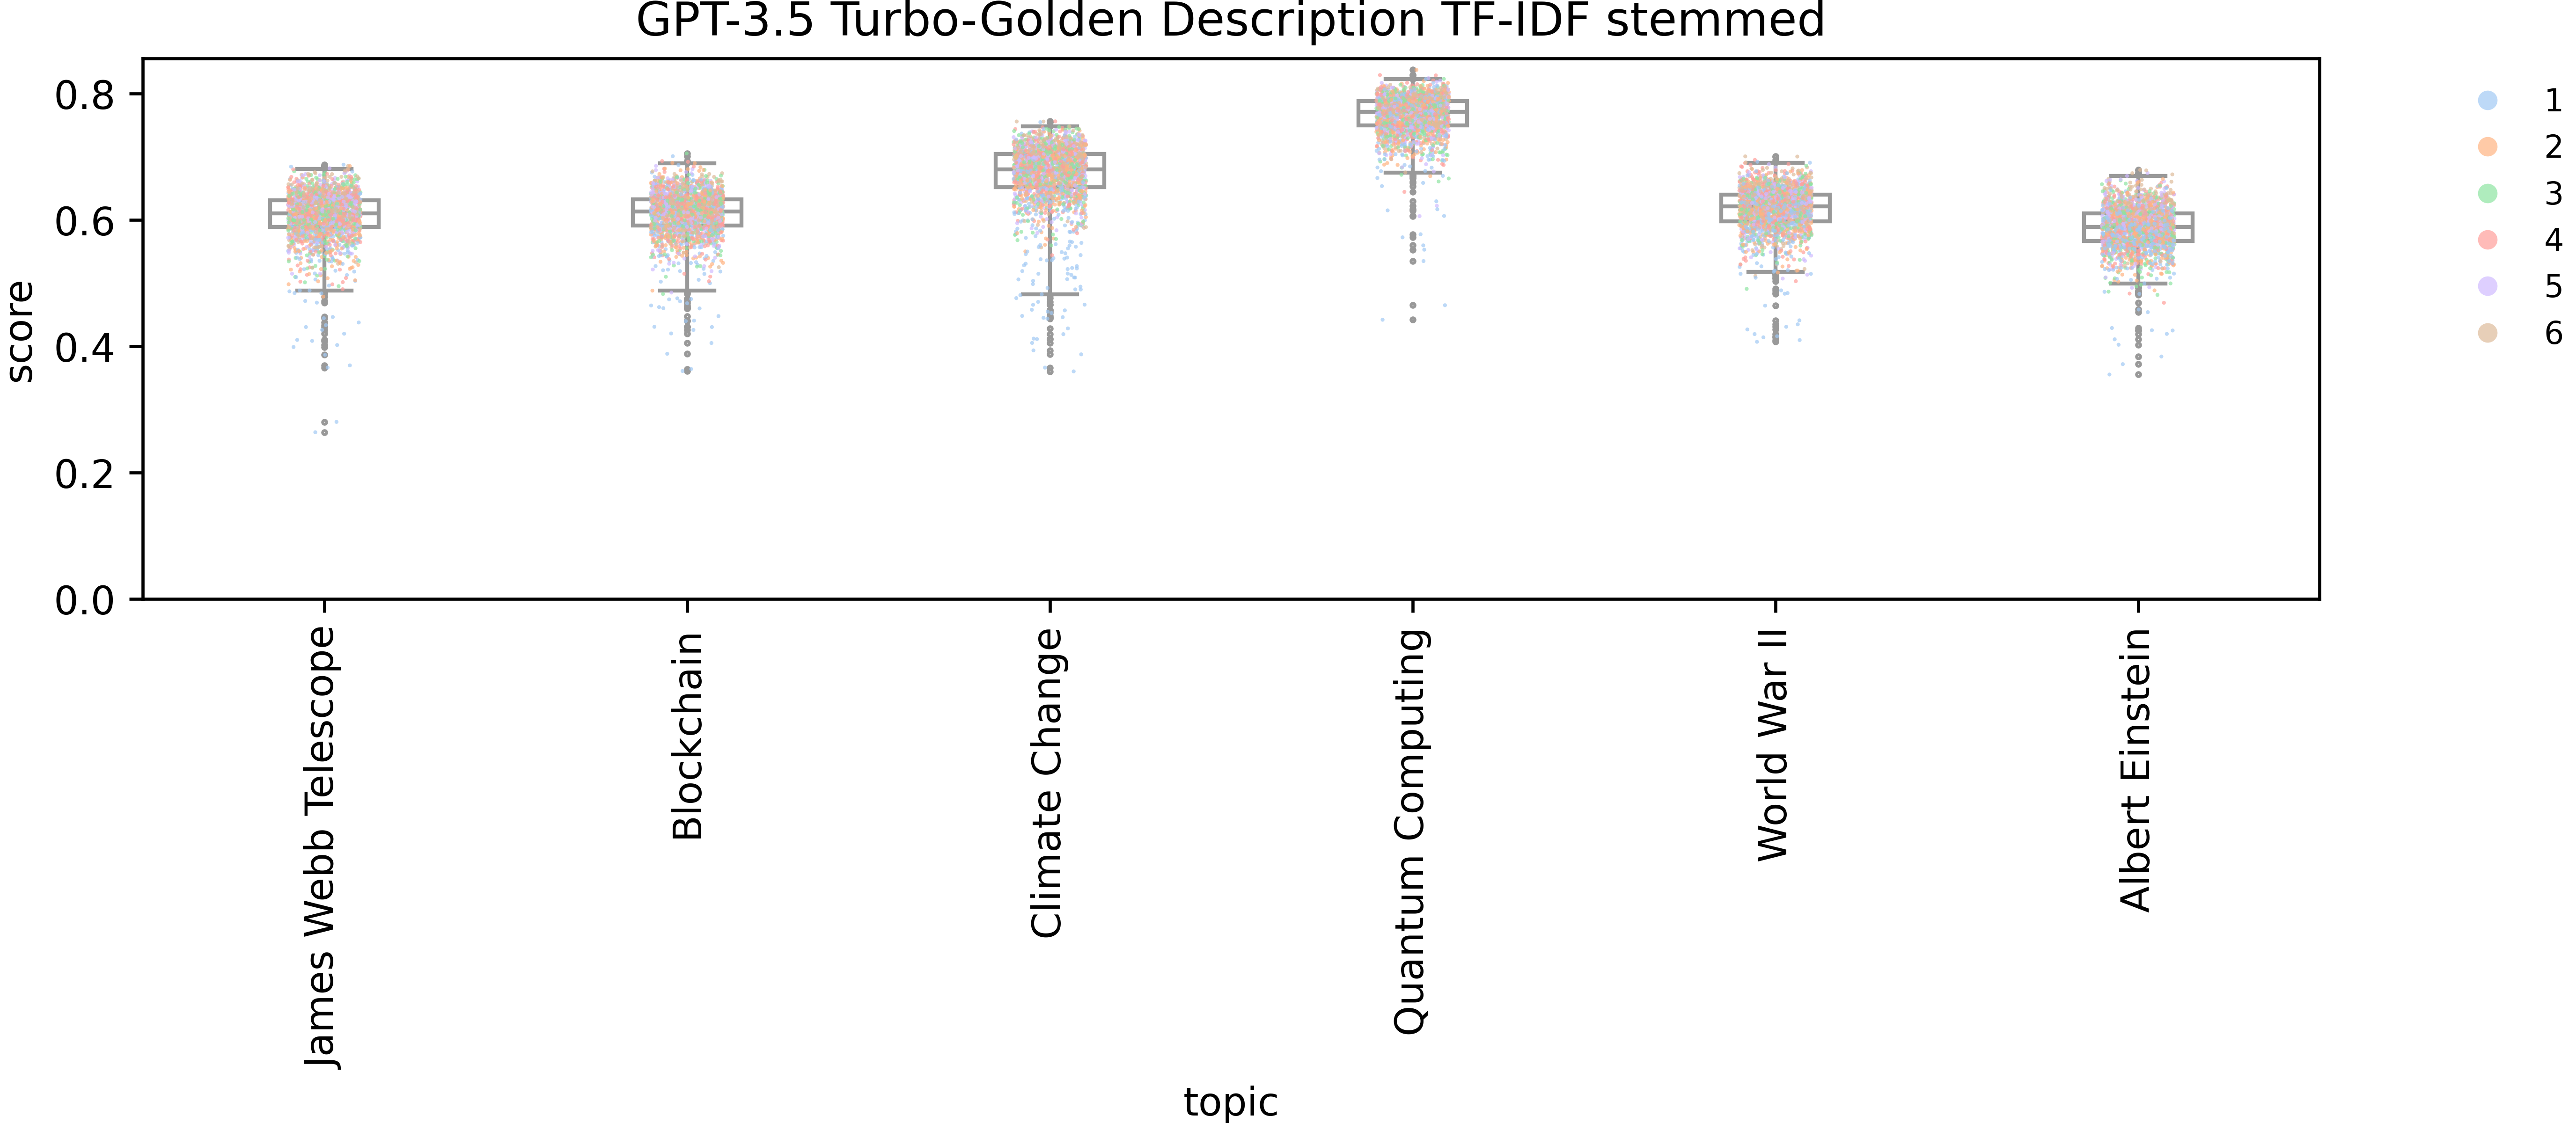 GPT-3.5 Turbo-Golden Description TF-IDF stemmed
score
0.8
0.6
0.4
0.2
0.0
James Webb Telescope
Blockchain
Climate Change
Quantum Computing
World War II
Albert Einstein
topic
1
2
3
4
5
6